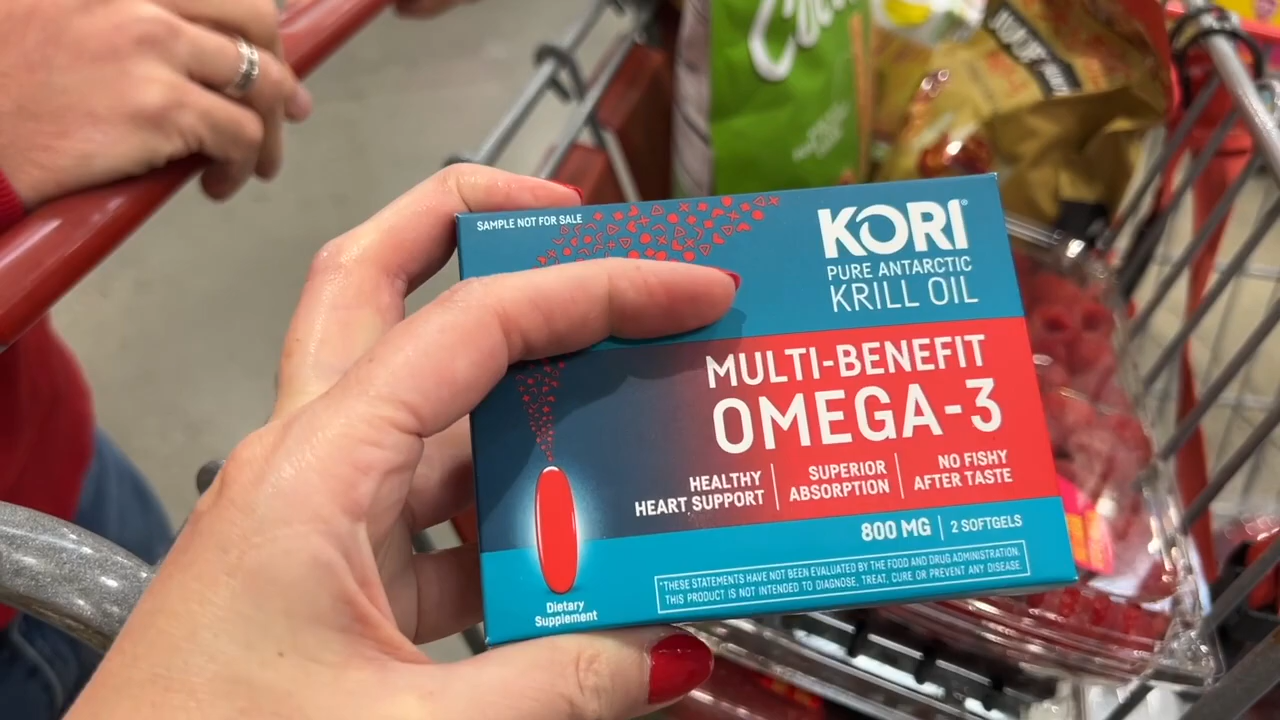 SAMPLE NOT FOR SALE
KORI®
PURE ANTARCTIC
KRILL OIL
MULTI-BENEFIT
OMEGA-3
HEALTHY
HEART SUPPORT
SUPERIOR
ABSORPTION
NO FISHY
AFTER TASTE
800 MG | 2 SOFTGELS
*THESE STATEMENTS HAVE NOT BEEN EVALUATED BY THE FOOD AND DRUG ADMINISTRATION.
THIS PRODUCT IS NOT INTENDED TO DIAGNOSE, TREAT, CURE OR PREVENT ANY DISEASE.
Dietary
Supplement